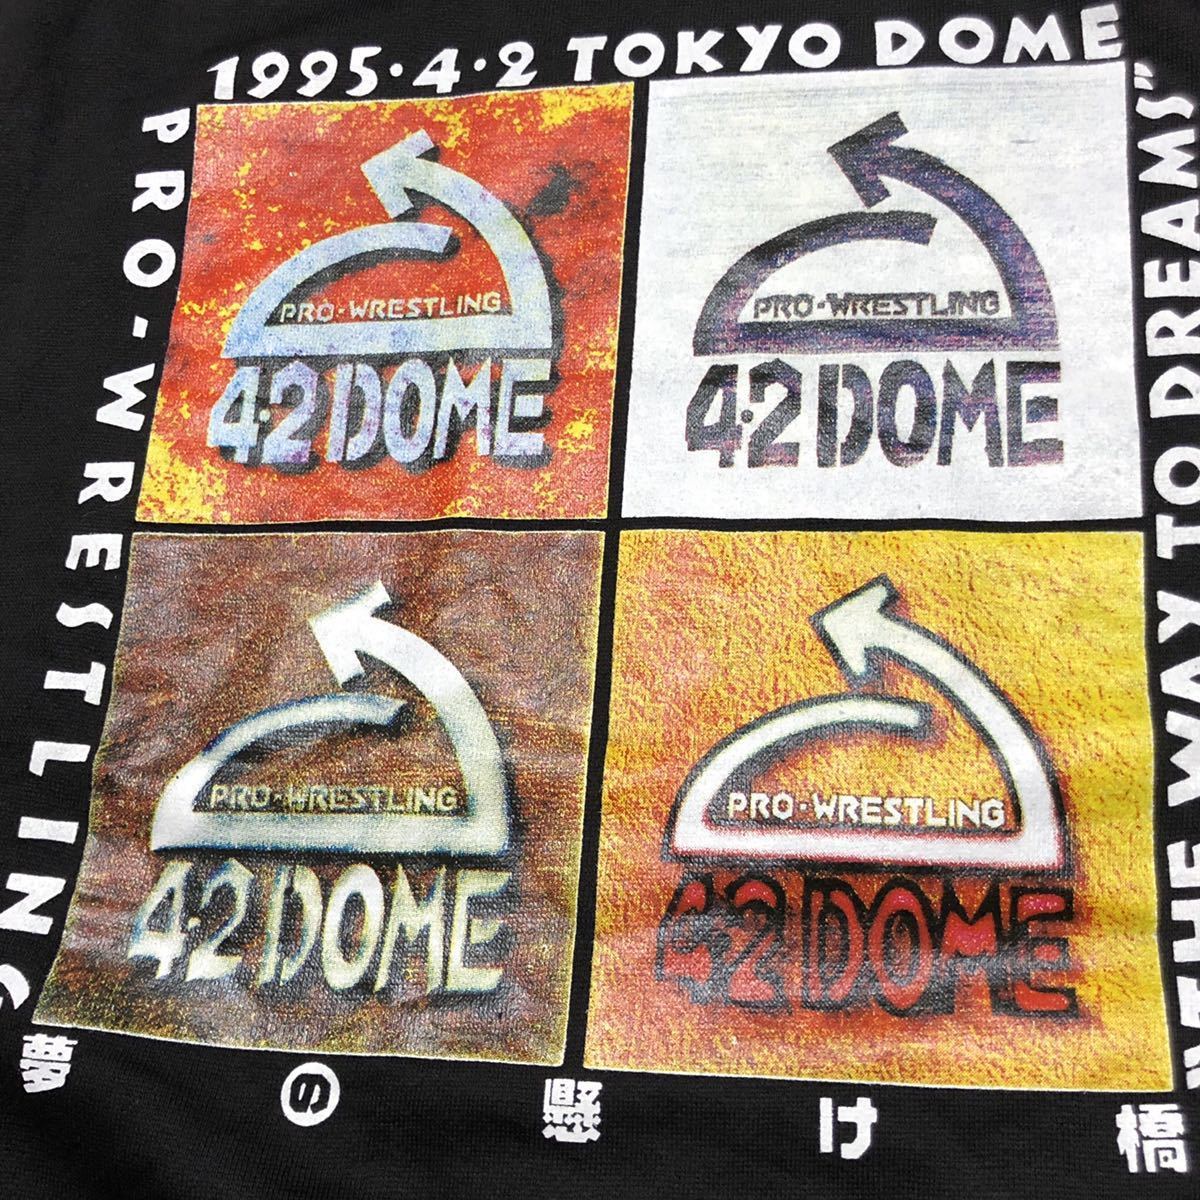 1995・4・2 TOKYO DOME
PRO-WRESTLING
"THE WAY TO DREAMS"
PRO-WRESTLING
4・2 DOME
PRO-WRESTLING
4・2 DOME
PRO-WRESTLING
4・2 DOME
PRO-WRESTLING
4・2 DOME
夢の懸け橋